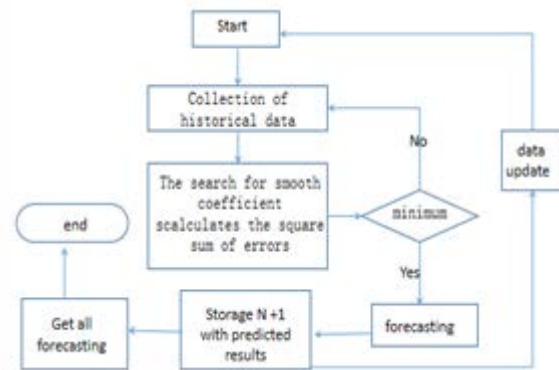 Start
Collection of
historical data
No
data
update
The search for smooth
coefficient
scalculates the square
sum of errors
minimum
end
Yes
Get all
forecasting
Storage N +1
with predicted
results
forecasting